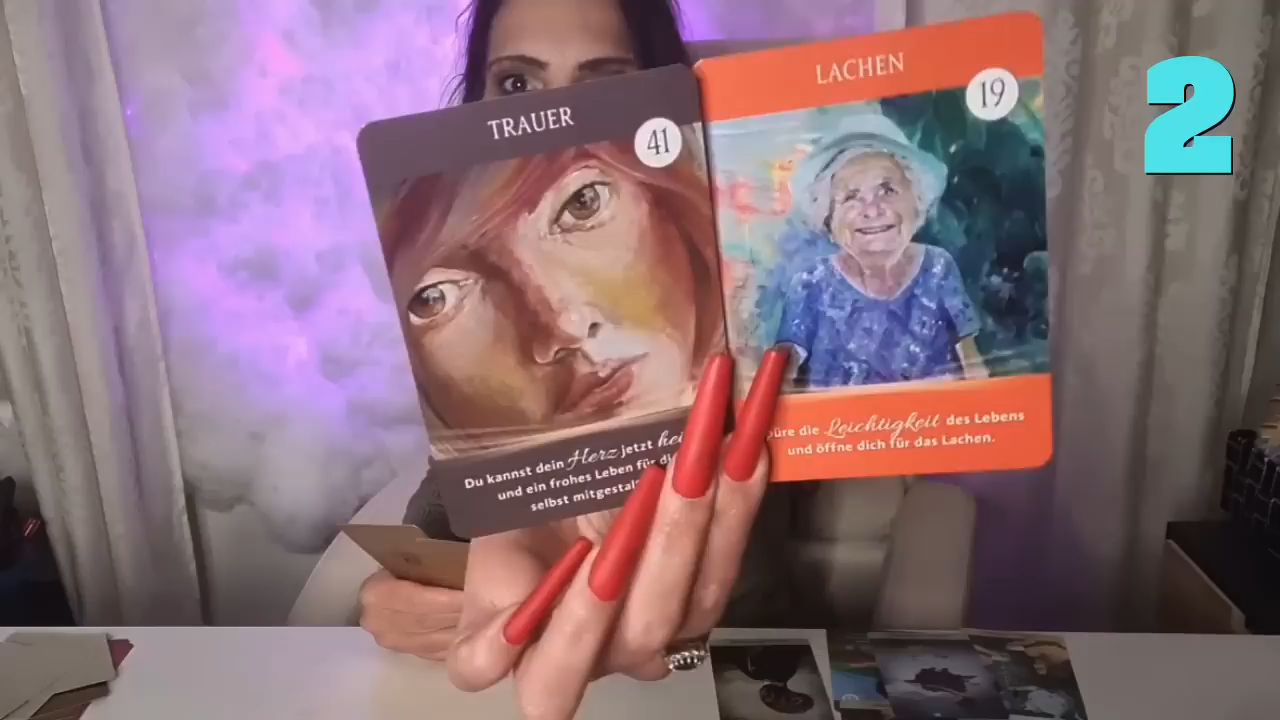 2
TRAUER
41
Du kannst dein Herz jetzt
und ein frohes Leben für
selbst
LACHEN
19
die Leichtigkeit des Lebens
und öffne dich für das Lachen.